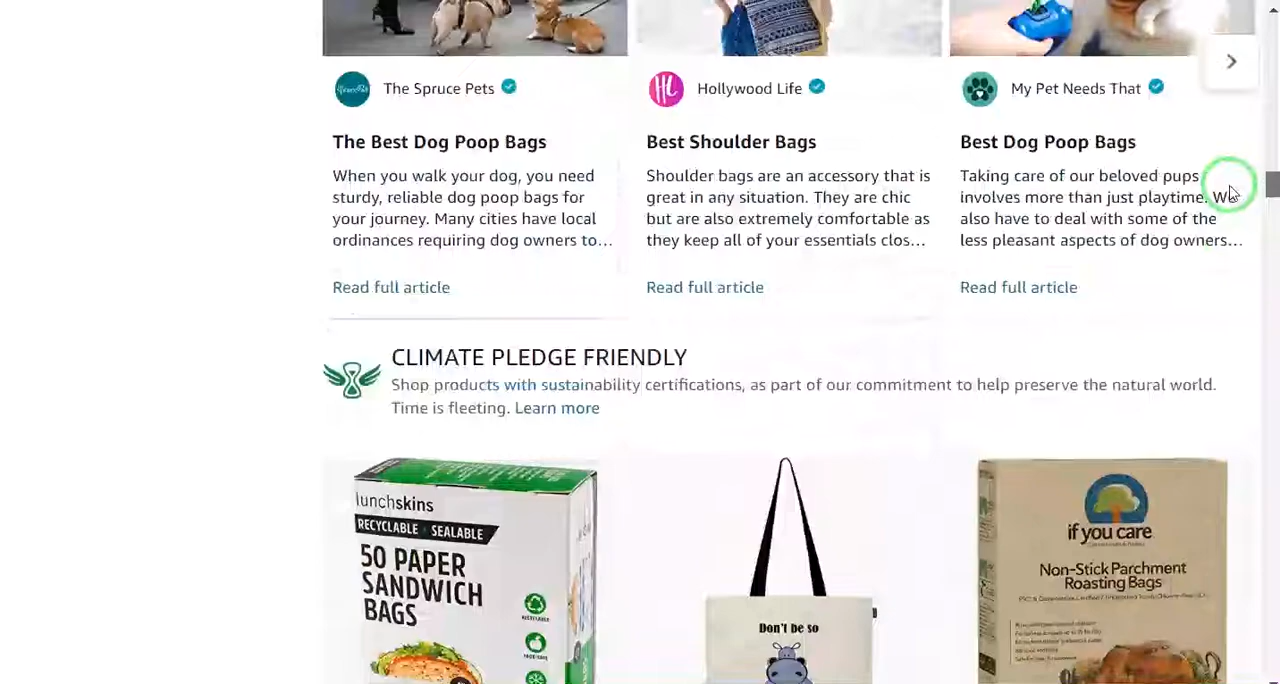 The Spruce Pets
Hollywood Life
My Pet Needs That
The Best Dog Poop Bags
Best Shoulder Bags
Best Dog Poop Bags
When you walk your dog, you need
sturdy, reliable dog poop bags for
your journey. Many cities have local
ordinances requiring dog owners to...
Shoulder bags are an accessory that is
great in any situation. They are chic
but are also extremely comfortable as
they keep all of your essentials clos...
Taking care of our beloved pups
involves more than just playtime. We
also have to deal with some of the
less pleasant aspects of dog owners...
Read full article
Read full article
Read full article
CLIMATE PLEDGE FRIENDLY
Shop products with sustainability certifications, as part of our commitment to help preserve the natural world.
Time is fleeting. Learn more
lunchskins
RECYCLABLE · SEALABLE
50 PAPER
SANDWICH
BAGS
Don't be so
if you care
Non-Stick Parchment
Roasting Bags